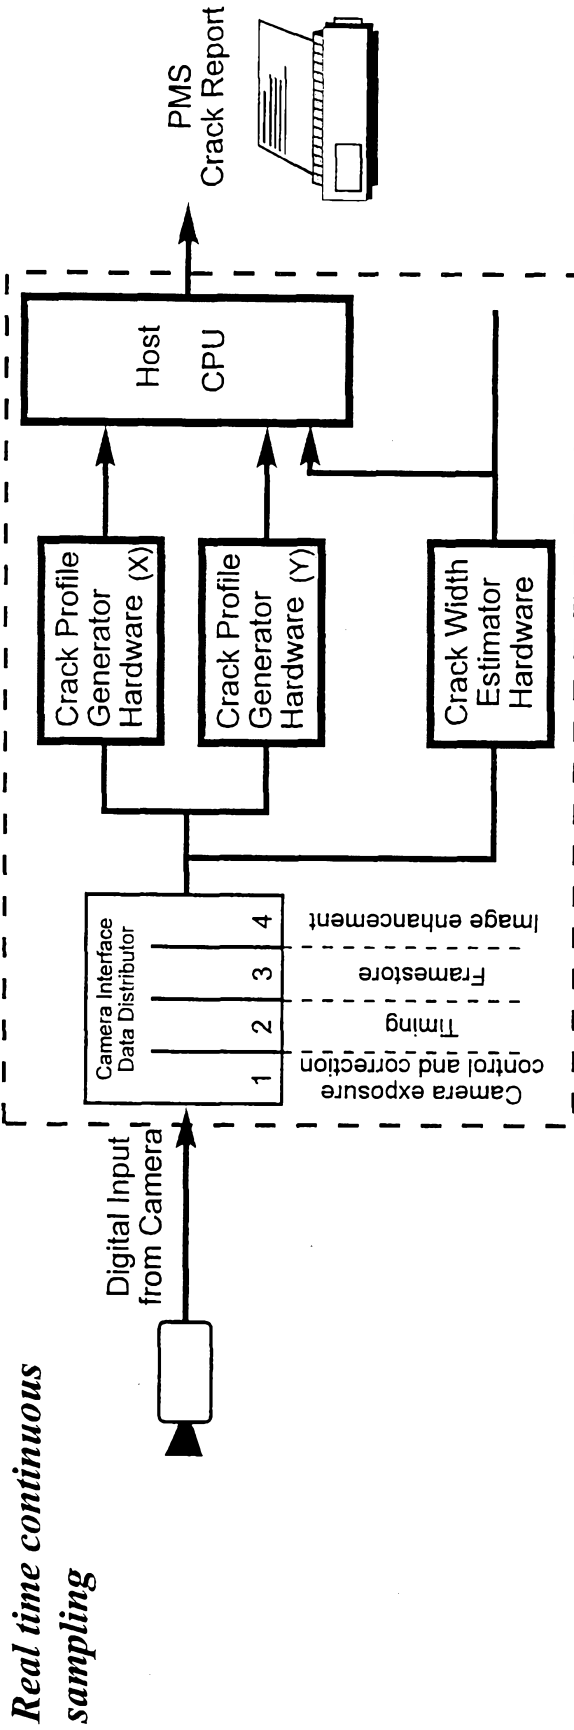 Real time continuous
sampling
Digital Input
from Camera
Camera Interface
Data Distributor
1 2 3 4
Camera exposure
control and correction
Timing
Framestore
Image enhancement
Crack Profile
Generator
Hardware (X)
Crack Profile
Generator
Hardware (Y)
Crack Width
Estimator
Hardware
Host
CPU
PMS
Crack Report